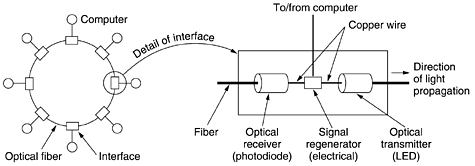 Computer
Detail of interface
Optical fiber
Interface
To/from computer
Copper wire
Direction
of light
propagation
Fiber
Optical
receiver
(photodiode)
Signal
regenerator
(electrical)
Optical
transmitter
(LED)